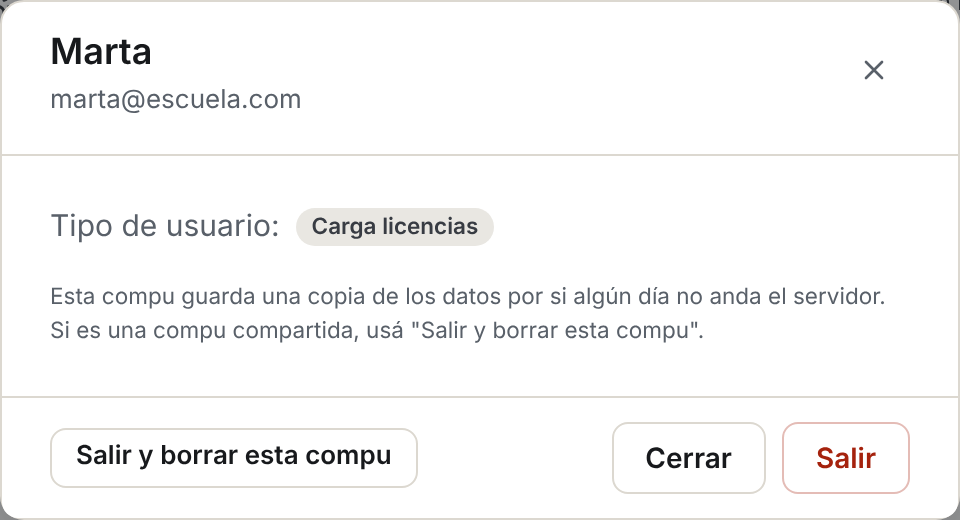 Marta
marta@escuela.com
Tipo de usuario: Carga licencias
Esta compu guarda una copia de los datos por si algún día no anda el servidor.
Si es una compu compartida, usá "Salir y borrar esta compu".
Salir y borrar esta compu Cerrar Salir